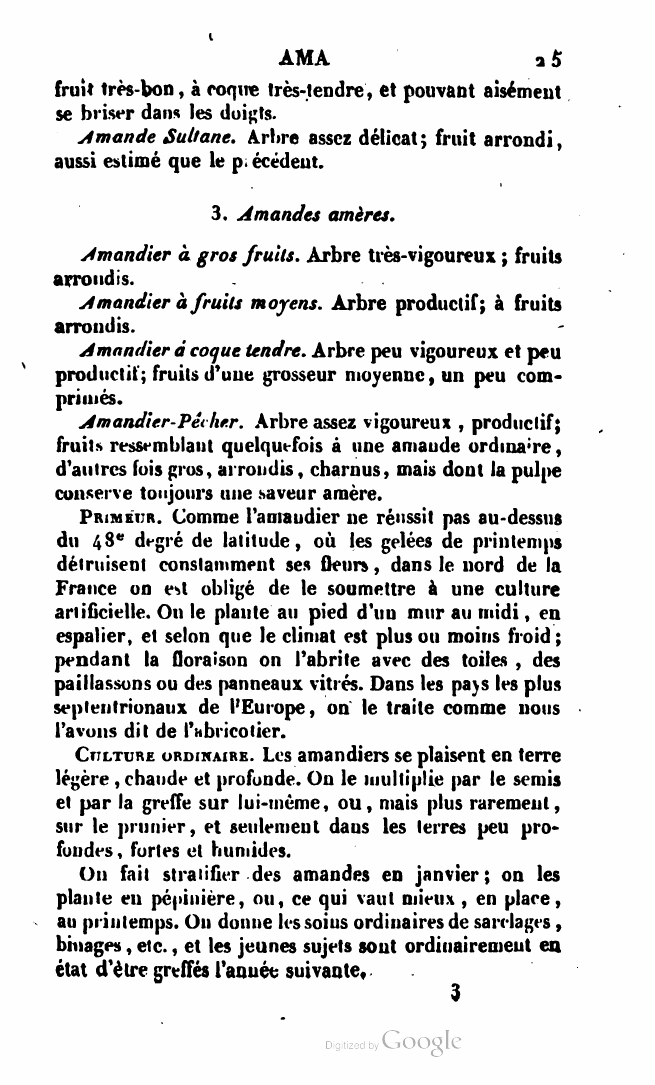 AMA 25
fruit très-bon, à coque très-tendre, et pouvant aisément
se briser dans les doigts.
Amande Sultane. Arbre assez délicat; fruit arrondi,
aussi estimé que le précédent.
3. Amandes amères.
Amandier à gros fruits. Arbre très-vigoureux; fruits
arrondis.
Amandier à fruits moyens. Arbre productif; à fruits
arrondis.
Amandier à coque tendre. Arbre peu vigoureux et peu
productif; fruits d'une grosseur moyenne, un peu com-
primés.
Amandier-Pêcher. Arbre assez vigoureux, productif;
fruits ressemblant quelquefois à une amande ordinaire,
d'autres fois gros, arrondis, charnus, mais dont la pulpe
conserve toujours une saveur amère.
PRIMEUR. Comme l'amandier ne réussit pas au-dessus
du 48e degré de latitude, où les gelées de printemps
détruisent constamment ses fleurs, dans le nord de la
France on est obligé de le soumettre à une culture
artificielle. On le plante au pied d'un mur au midi, en
espalier, et selon que le climat est plus ou moins froid;
pendant la floraison on l'abrite avec des toiles, des
paillassons ou des panneaux vitrés. Dans les pays les plus
septentrionaux de l'Europe, on le traite comme nous
l'avons dit de l'abricotier.
CULTURE ORDINAIRE. Les amandiers se plaisent en terre
légère, chaude et profonde. On le multiplie par le semis
et par la greffe sur lui-même, ou, mais plus rarement,
sur le prunier, et seulement dans les terres peu pro-
fondes, fortes et humides.
On fait stratifier des amandes en janvier; on les
plante en pépinière, ou, ce qui vaut mieux, en place,
au printemps. On donne les soins ordinaires de sarclages,
binages, etc., et les jeunes sujets sont ordinairement en
état d'être greffés l'année suivante.
3
Digitized by Google